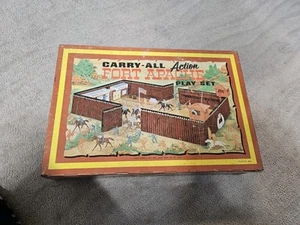 CARRY-ALL Action
FORT APACHE
PLAY SET